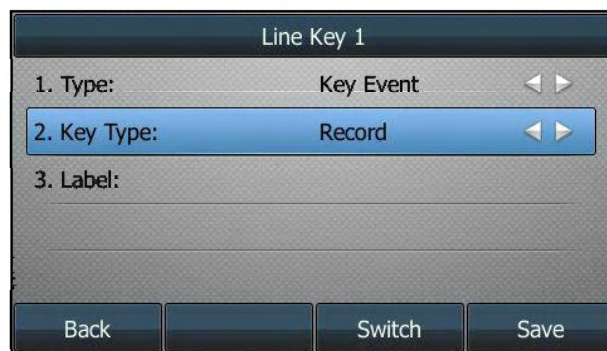 Line Key 1
1. Type: Key Event
2. Key Type: Record
3. Label:
Back Switch Save